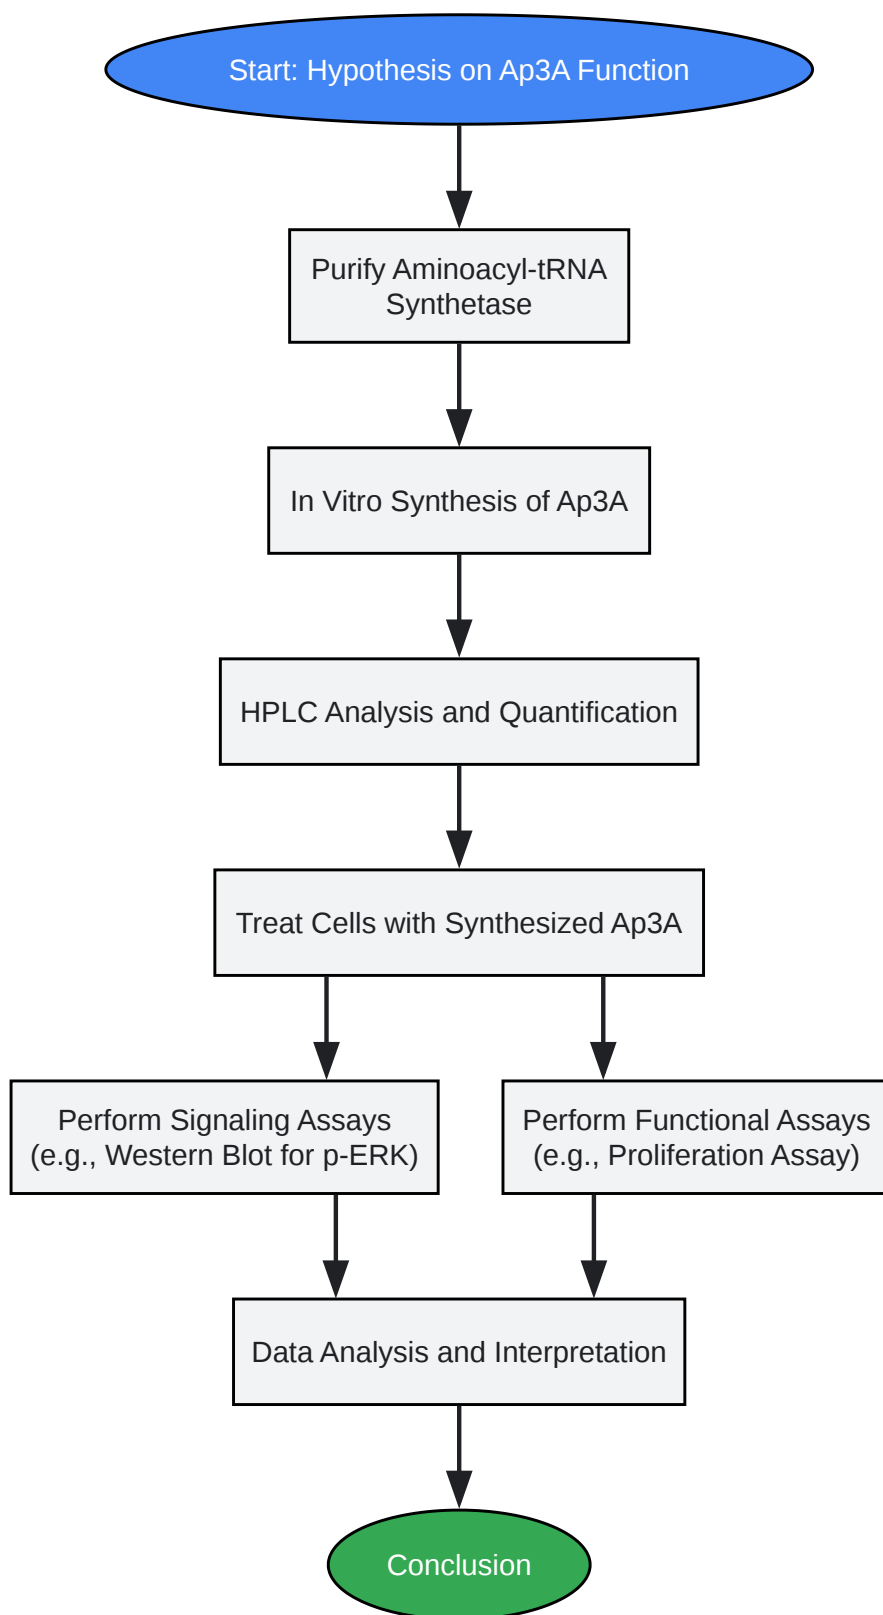 Start: Hypothesis on Ap3A Function
Purify Aminoacyl-tRNA
Synthetase
In Vitro Synthesis of Ap3A
HPLC Analysis and Quantification
Treat Cells with Synthesized Ap3A
Perform Signaling Assays
(e.g., Western Blot for p-ERK)
Perform Functional Assays
(e.g., Proliferation Assay)
Data Analysis and Interpretation
Conclusion